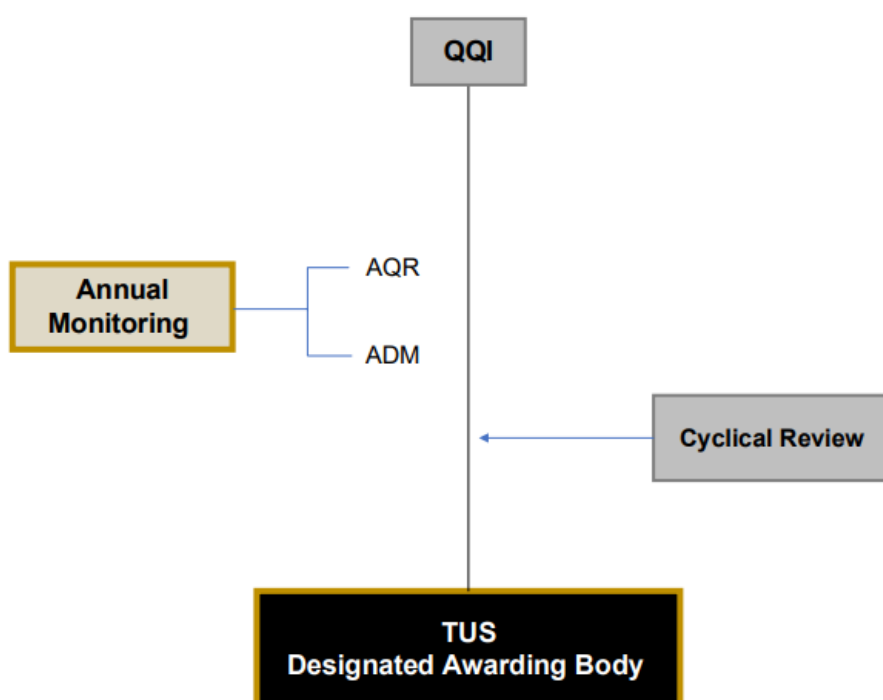 QQI
Annual
Monitoring
AQR
ADM
Cyclical Review
TUS
Designated Awarding Body